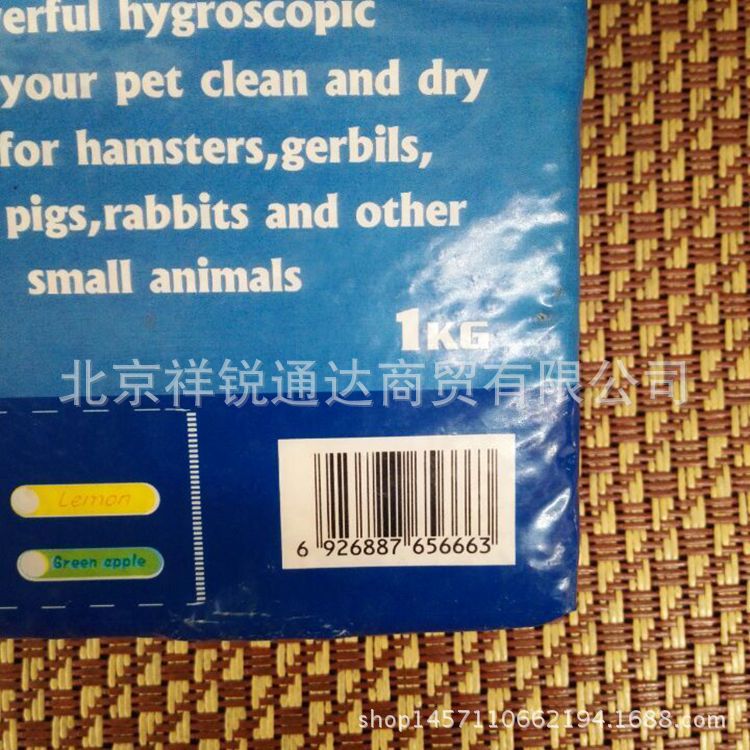 erful hygroscopic
your pet clean and dry
for hamsters,gerbils,
pigs,rabbits and other
small animals
1KG
北京祥锐通达商贸有限公司
Lemon
Green apple
6 926887 656663
shop1457110662194.1688.com